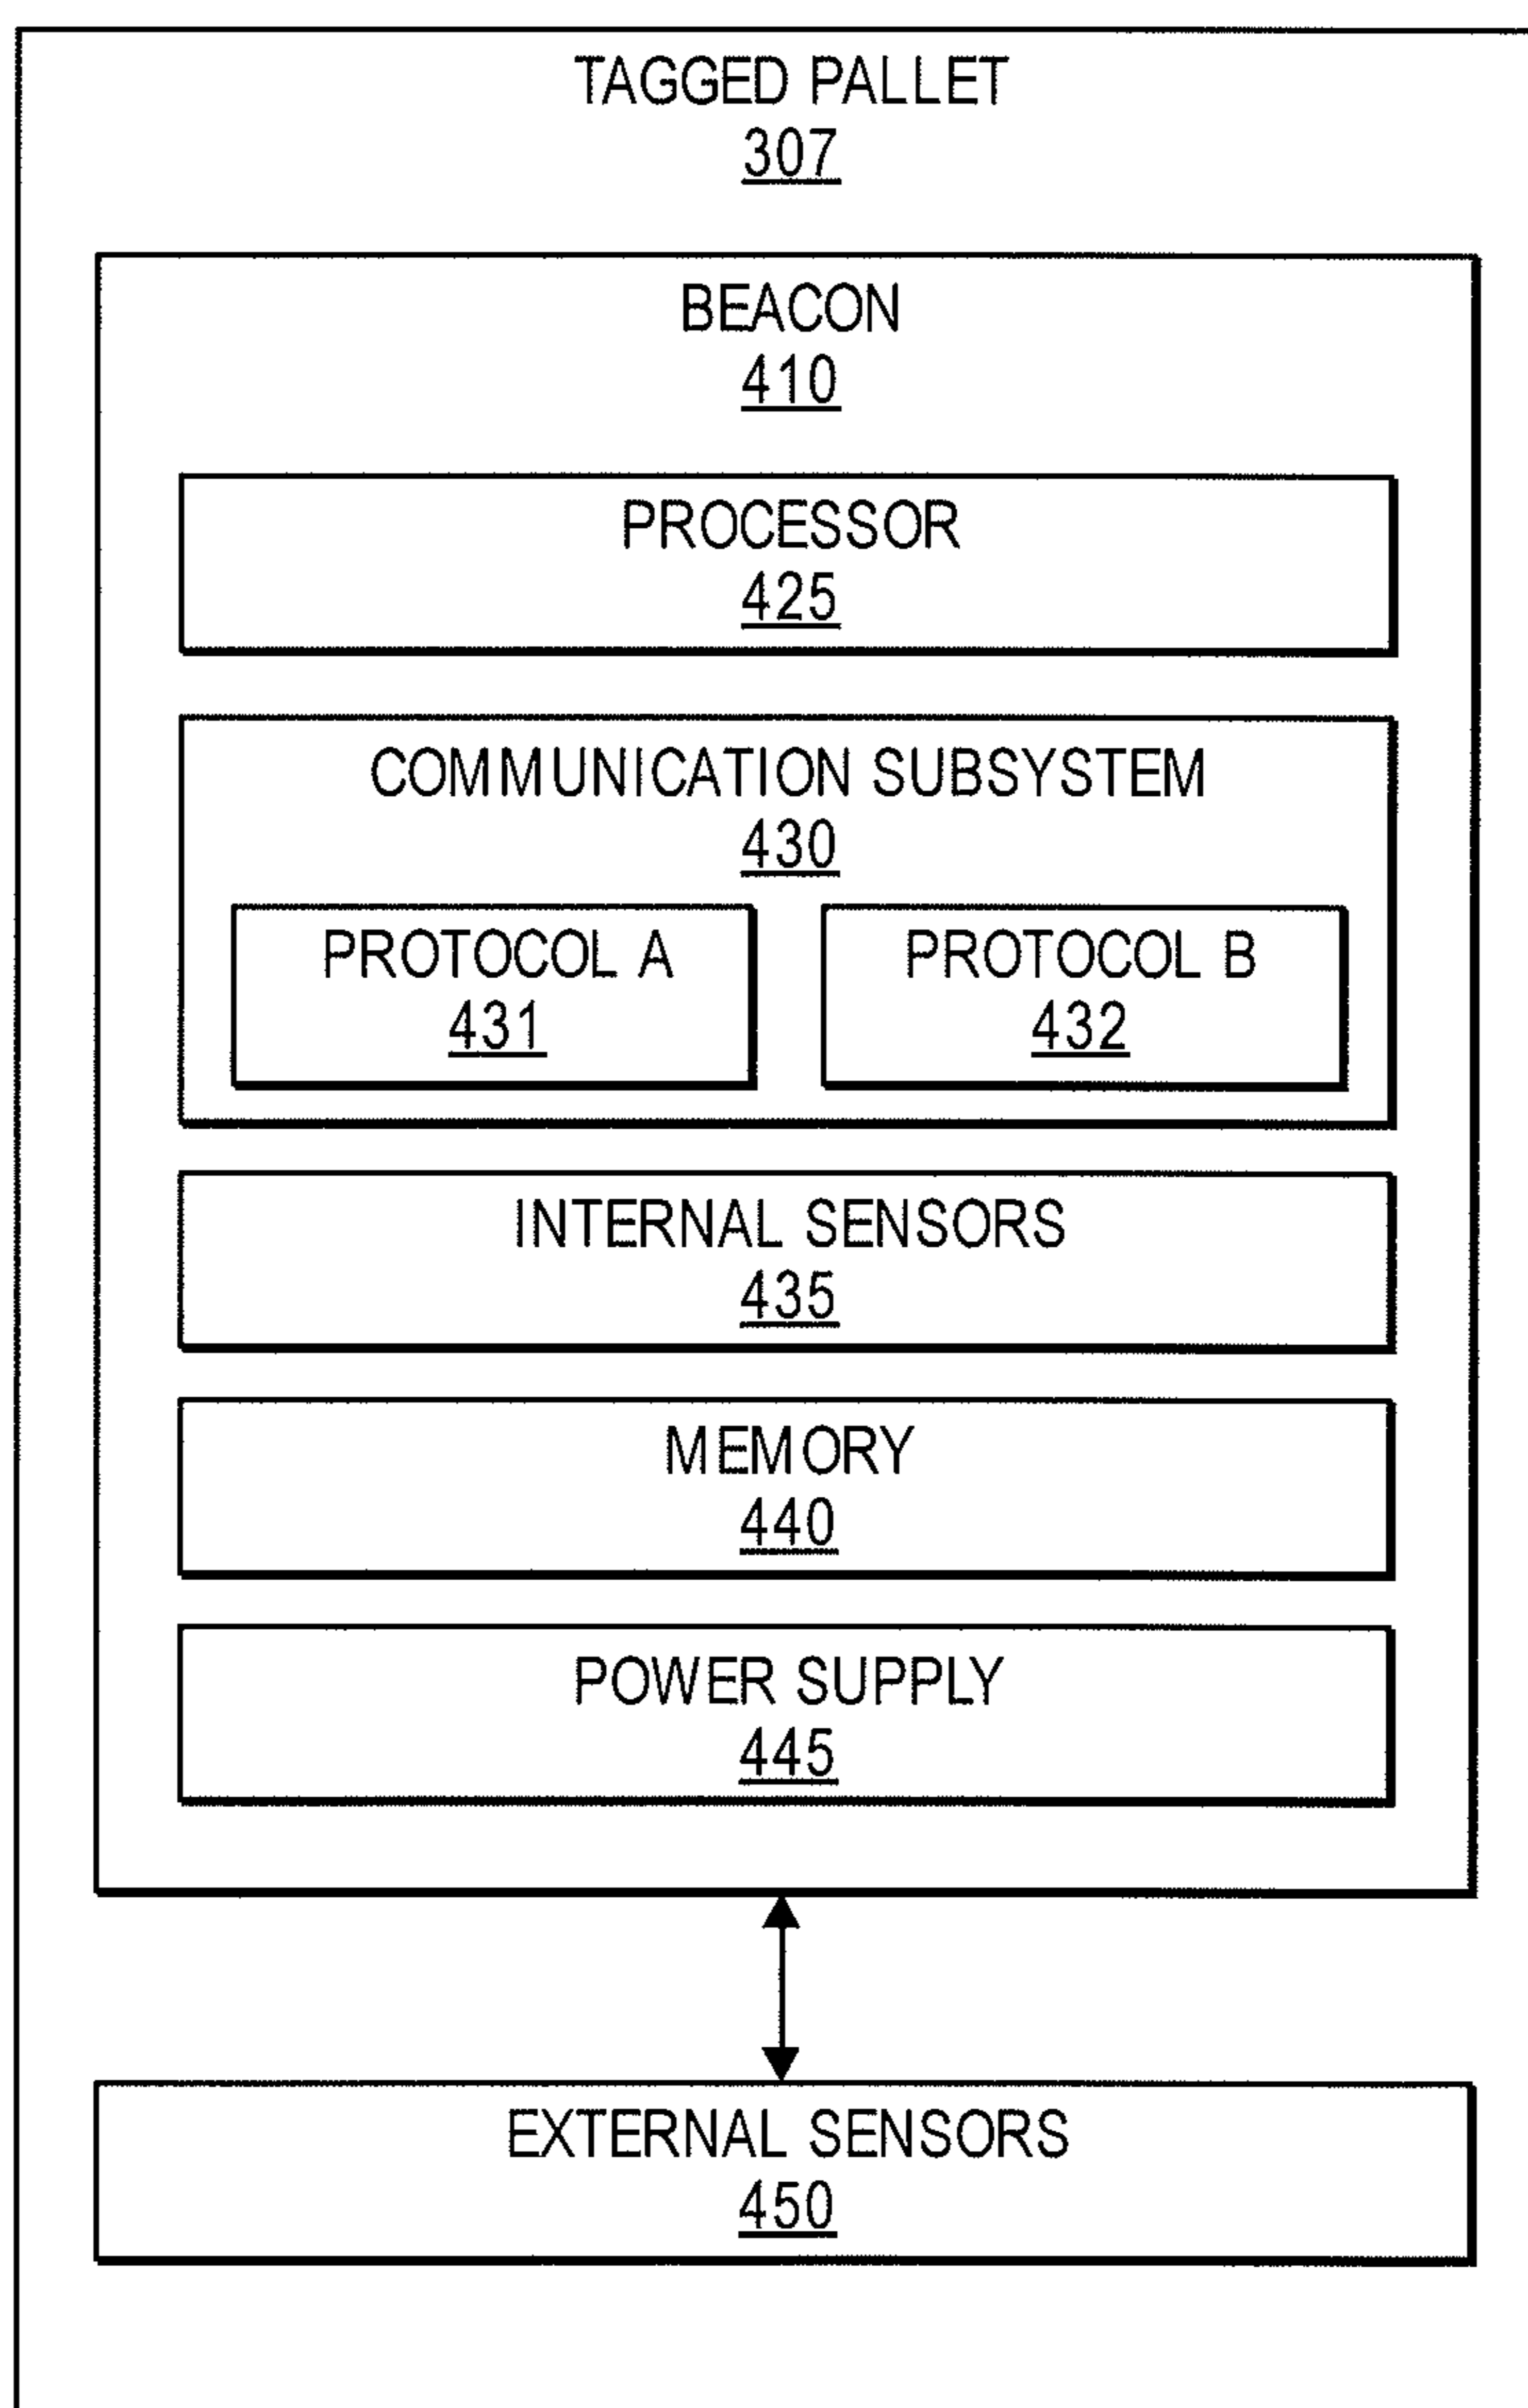 TAGGED PALLET
307
BEACON
410
PROCESSOR
425
COMMUNICATION SUBSYSTEM
430
PROTOCOL A
431
PROTOCOL B
432
INTERNAL SENSORS
435
MEMORY
440
POWER SUPPLY
445
EXTERNAL SENSORS
450